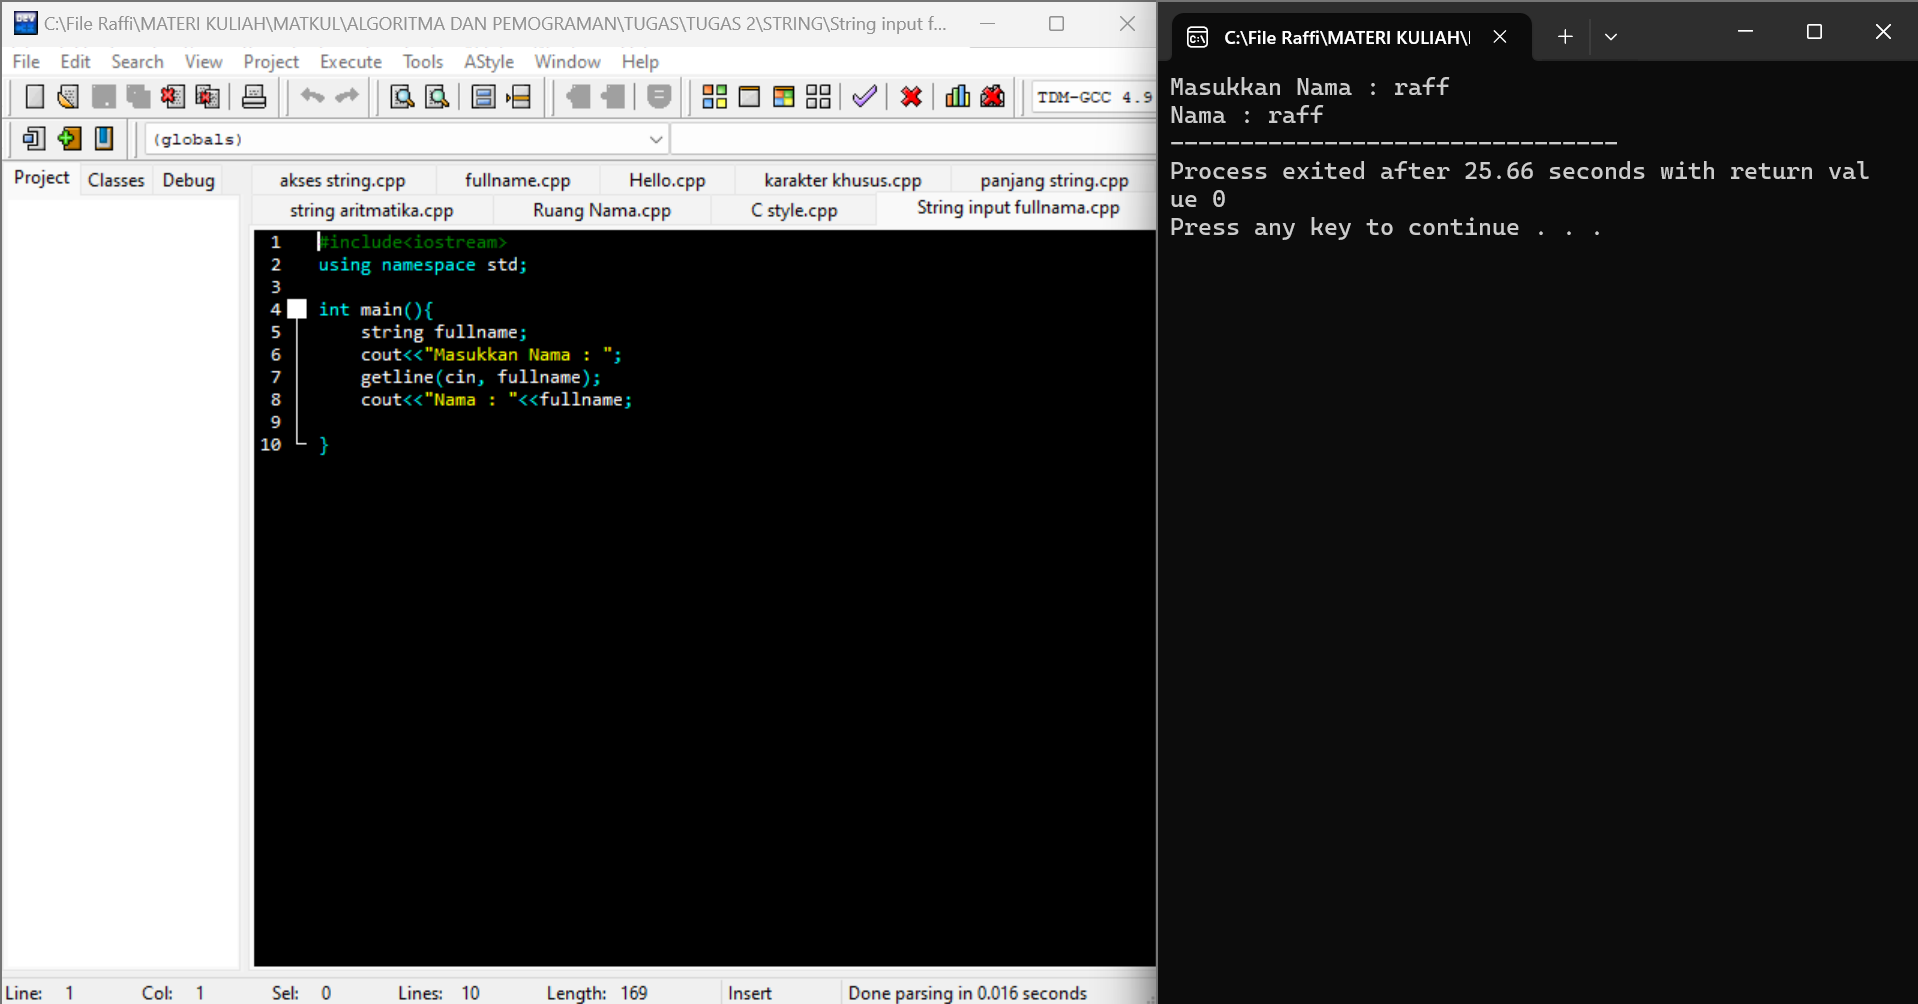 C:\File Raffi\MATERI KULIAH\MATKUL\ALGORITMA DAN PEMOGRAMAN\TUGAS\TUGAS 2\STRING\String input f...
File Edit Search View Project Execute Tools AStyle Window Help
TDM-GCC 4.9
(globals)
Project Classes Debug
akses string.cpp fullname.cpp Hello.cpp karakter khusus.cpp panjang string.cpp
string aritmatika.cpp Ruang Nama.cpp C style.cpp String input fullnama.cpp
1 #include<iostream>
2 using namespace std;
3
4 int main(){
5 string fullname;
6 cout<<"Masukkan Nama : ";
7 getline(cin, fullname);
8 cout<<"Nama : "<<fullname;
9
10 }
Line: 1 Col: 1 Sel: 0 Lines: 10 Length: 169 Insert Done parsing in 0.016 seconds
C:\File Raffi\MATERI KULIAH\
Masukkan Nama : raff
Nama : raff
--------------------------------
Process exited after 25.66 seconds with return val
ue 0
Press any key to continue . . .